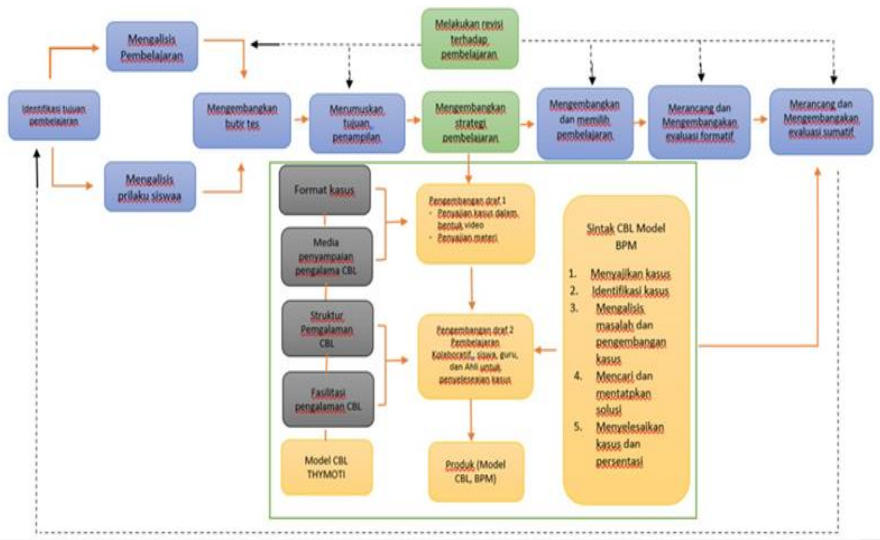 Mengalisis
Pembelajaran
Melakukan revisi
terhadap
pembelajaran
Identifikasi tujuan
pembelajaran
Mengembangkan
butir tes
Merumuskan
tujuan
penampilan
Mengembangkan
strategi
pembelajaran
Mengembangkan
dan memilih
pembelajaran
Merancang dan
Mengembangakan
evaluasi formatif
Merancang dan
Mengembangakan
evaluasi sumatif
Mengalisis
prilaku siswaa
Format kasus
Media
penyampaian
pengalama CBL
Struktur
Pemgalaman
CBL
Fasilitasi
pengalaman CBL
Model CBL
THYMOTI
Pengembangan draf 1
- Penyajian kasus dalam
bentuk video
- Penyajian materi
Pengembangan draf 2
Pembelajaran
Kolaboratif, siswa, guru,
dan Ahli untuk
penyelesaian kasus
Produk (Model
CBL, BPM)
Sintak CBL Model
BPM
1. Menyajikan kasus
2. Identifikasi kasus
3. Mengalisis
masalah dan
pengembangan
kasus
4. Mencari dan
mentatpkan
solusi
5. Menyelesaikan
kasus dan
persentasi